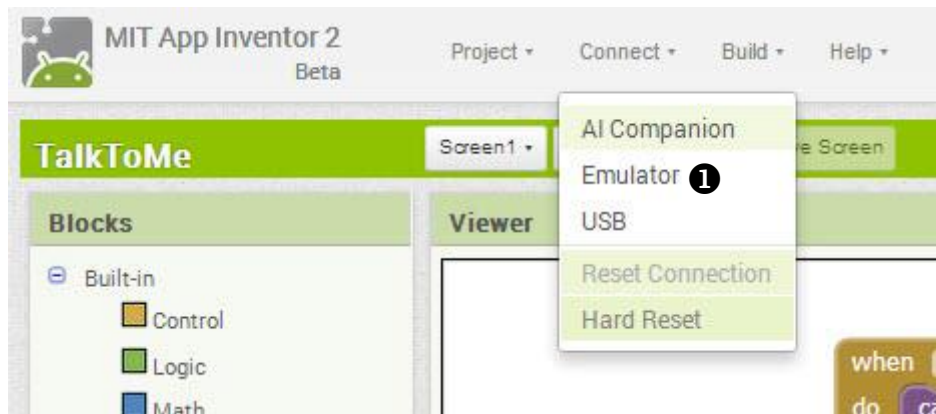 MIT App Inventor 2
Beta
Project
Connect
Build
Help
TalkToMe
Screen1
Screen
AI Companion
Emulator ❶
USB
Reset Connection
Hard Reset
Blocks
Viewer
Built-in
Control
Logic
Math
when
do